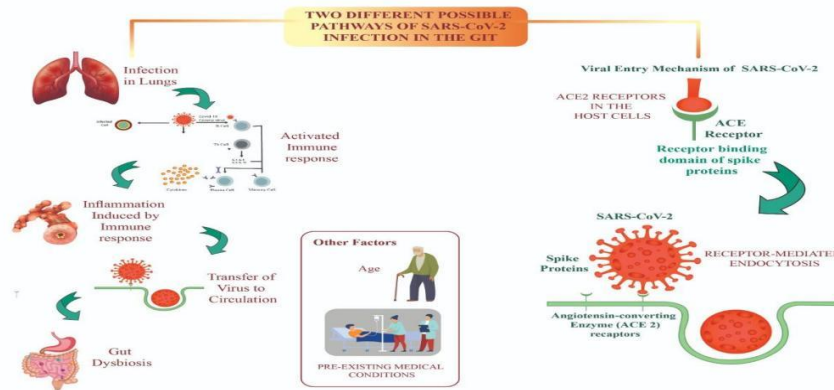 TWO DIFFERENT POSSIBLE
PATHWAYS OF SARS-CoV-2
INFECTION IN THE GIT
Infection
in Lungs
Activated
Immune
response
Inflammation
Induced by
Immune
response
Transfer of
Virus to
Circulation
Gut
Dysbiosis
Other Factors
Age
PRE-EXISTING MEDICAL
CONDITIONS
Viral Entry Mechanism of SARS-CoV-2
ACE2 RECEPTORS
IN THE
HOST CELLS
ACE
Receptor
Receptor binding
domain of spike
proteins
SARS-CoV-2
Spike
Proteins
RECEPTOR-MEDIATED
ENDOCYTOSIS
Angiotensin-converting
Enzyme (ACE 2)
recaptors